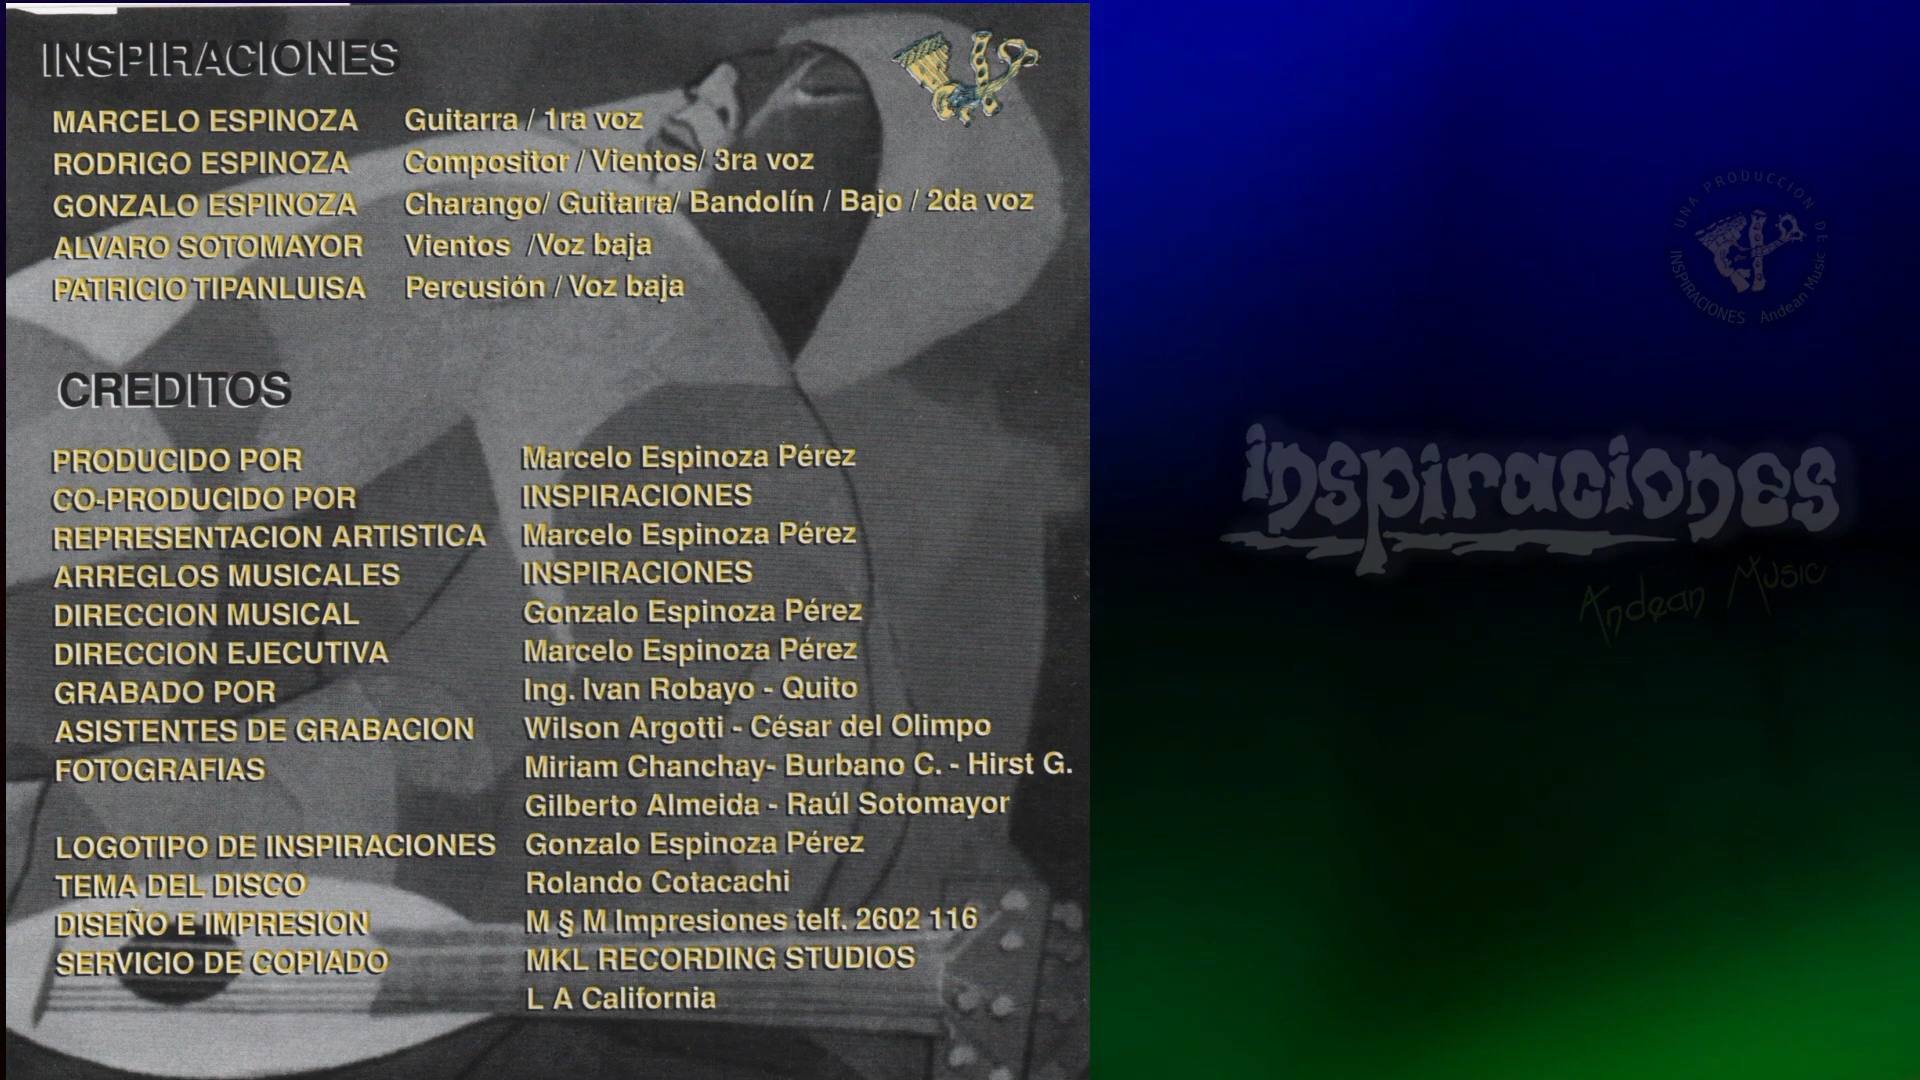 INSPIRACIONES
MARCELO ESPINOZA Guitarra / 1ra voz
RODRIGO ESPINOZA Compositor / Vientos/ 3ra voz
GONZALO ESPINOZA Charango/ Guitarra/ Bandolín / Bajo / 2da voz
ALVARO SOTOMAYOR Vientos /Voz baja
PATRICIO TIPANLUISA Percusión / Voz baja
CREDITOS
PRODUCIDO POR Marcelo Espinoza Pérez
CO-PRODUCIDO POR INSPIRACIONES
REPRESENTACION ARTISTICA Marcelo Espinoza Pérez
ARREGLOS MUSICALES INSPIRACIONES
DIRECCION MUSICAL Gonzalo Espinoza Pérez
DIRECCION EJECUTIVA Marcelo Espinoza Pérez
GRABADO POR Ing. Ivan Robayo - Quito
ASISTENTES DE GRABACION Wilson Argotti - César del Olimpo
FOTOGRAFIAS Miriam Chanchay- Burbano C. - Hirst G.
Gilberto Almeida - Raúl Sotomayor
LOGOTIPO DE INSPIRACIONES Gonzalo Espinoza Pérez
TEMA DEL DISCO Rolando Cotacachi
DISEÑO E IMPRESION M § M Impresiones telf. 2602 116
SERVICIO DE COPIADO MKL RECORDING STUDIOS
L A California
UNA PRODUCCION DE
INSPIRACIONES Andean Music
inspiraciones
Andean Music